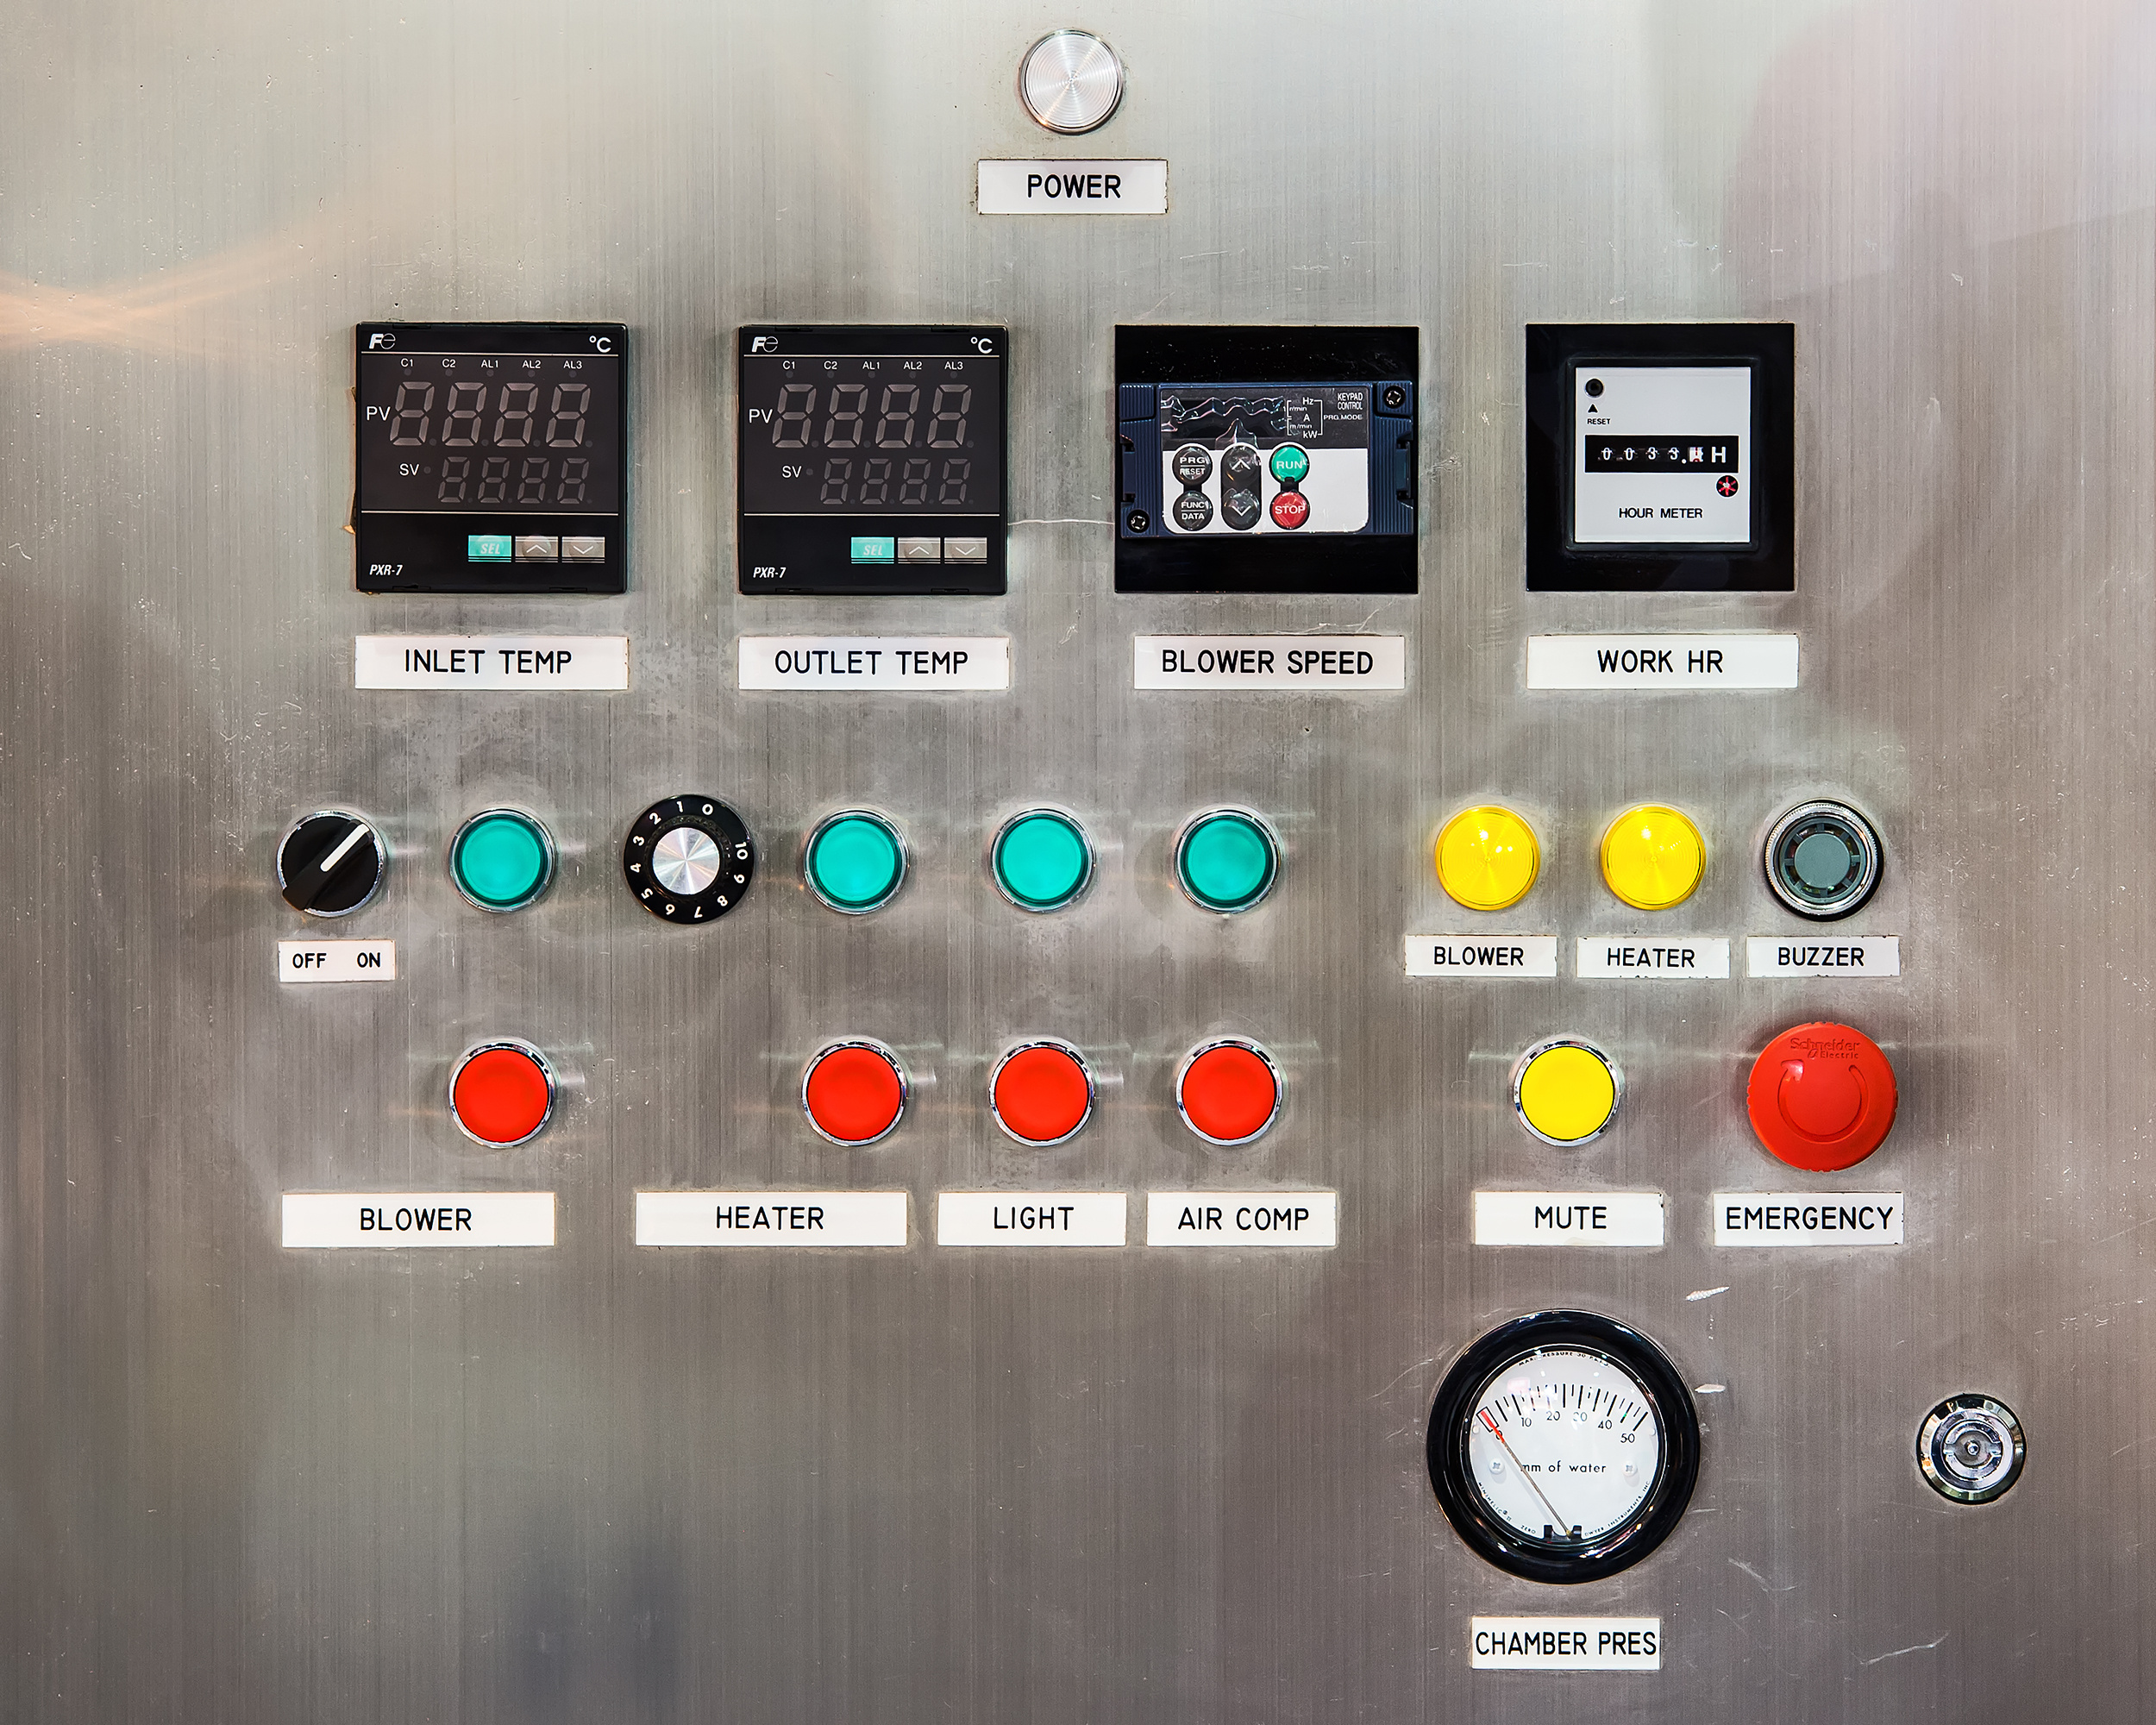 POWER
Fe °C
C1 C2 AL1 AL2 AL3
PV
SV
SEL
PXR-7
INLET TEMP
Fe °C
C1 C2 AL1 AL2 AL3
PV
SV
SEL
PXR-7
OUTLET TEMP
KEYPAD
CONTROL
PRG.MODE
Hz
r/min
A
m/min
kW
PRG
RESET
RUN
FUNC
DATA
STOP
BLOWER SPEED
RESET
0 0 3 3 . H
HOUR METER
WORK HR
OFF ON
0 1 2 3 4 5 6 7 8 9 10
BLOWER
HEATER
BUZZER
Schneider
Electric
BLOWER
HEATER
LIGHT
AIR COMP
MUTE
EMERGENCY
0 10 20 30 40 50
mm of water
ZERO
CHAMBER PRES